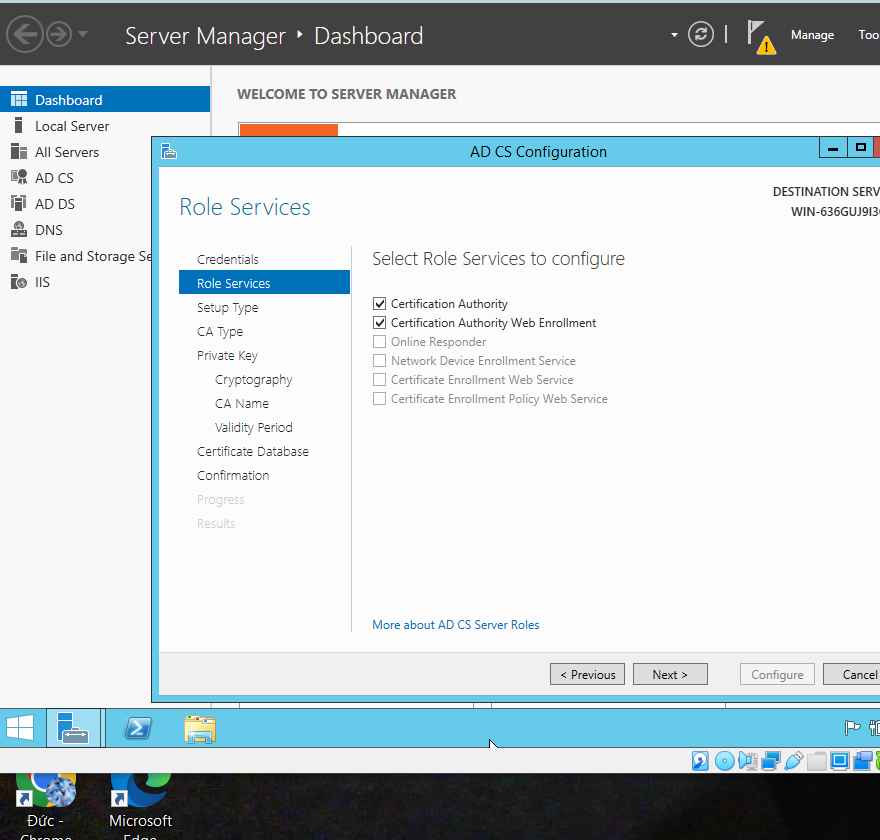 Server Manager ‣ Dashboard
Manage
Too
Dashboard
Local Server
All Servers
AD CS
AD DS
DNS
File and Storage Se
IIS
WELCOME TO SERVER MANAGER
AD CS Configuration
Role Services
DESTINATION SERV
WIN-636GUJ9I3
Credentials
Role Services
Setup Type
CA Type
Private Key
Cryptography
CA Name
Validity Period
Certificate Database
Confirmation
Progress
Results
Select Role Services to configure
Certification Authority
Certification Authority Web Enrollment
Online Responder
Network Device Enrollment Service
Certificate Enrollment Web Service
Certificate Enrollment Policy Web Service
More about AD CS Server Roles
< Previous
Next >
Configure
Cancel
Đức -
Chrome
Microsoft
Edge